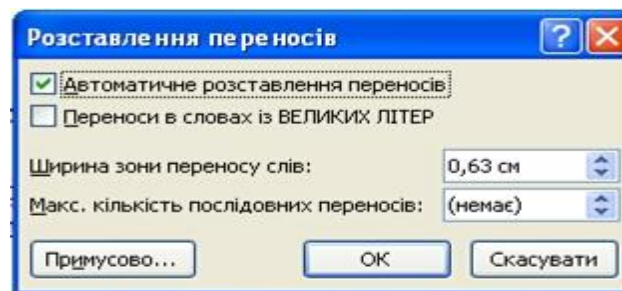 Розставлення переносів
Автоматичне розставлення переносів
Переноси в словах із ВЕЛИКИХ ЛІТЕР
Ширина зони переносу слів: 0,63 см
Макс. кількість послідовних переносів: (немає)
Примусово... ОК Скасувати